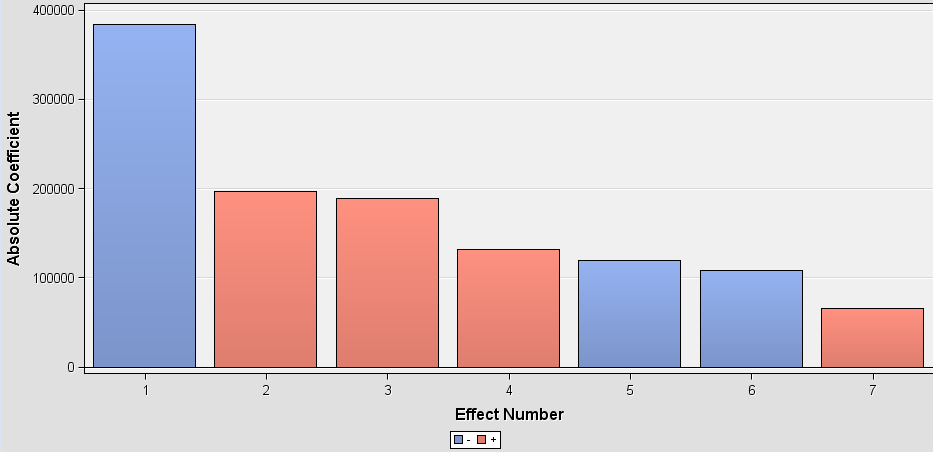 400000
300000
200000
100000
0
Absolute Coefficient
1 2 3 4 5 6 7
Effect Number
- +